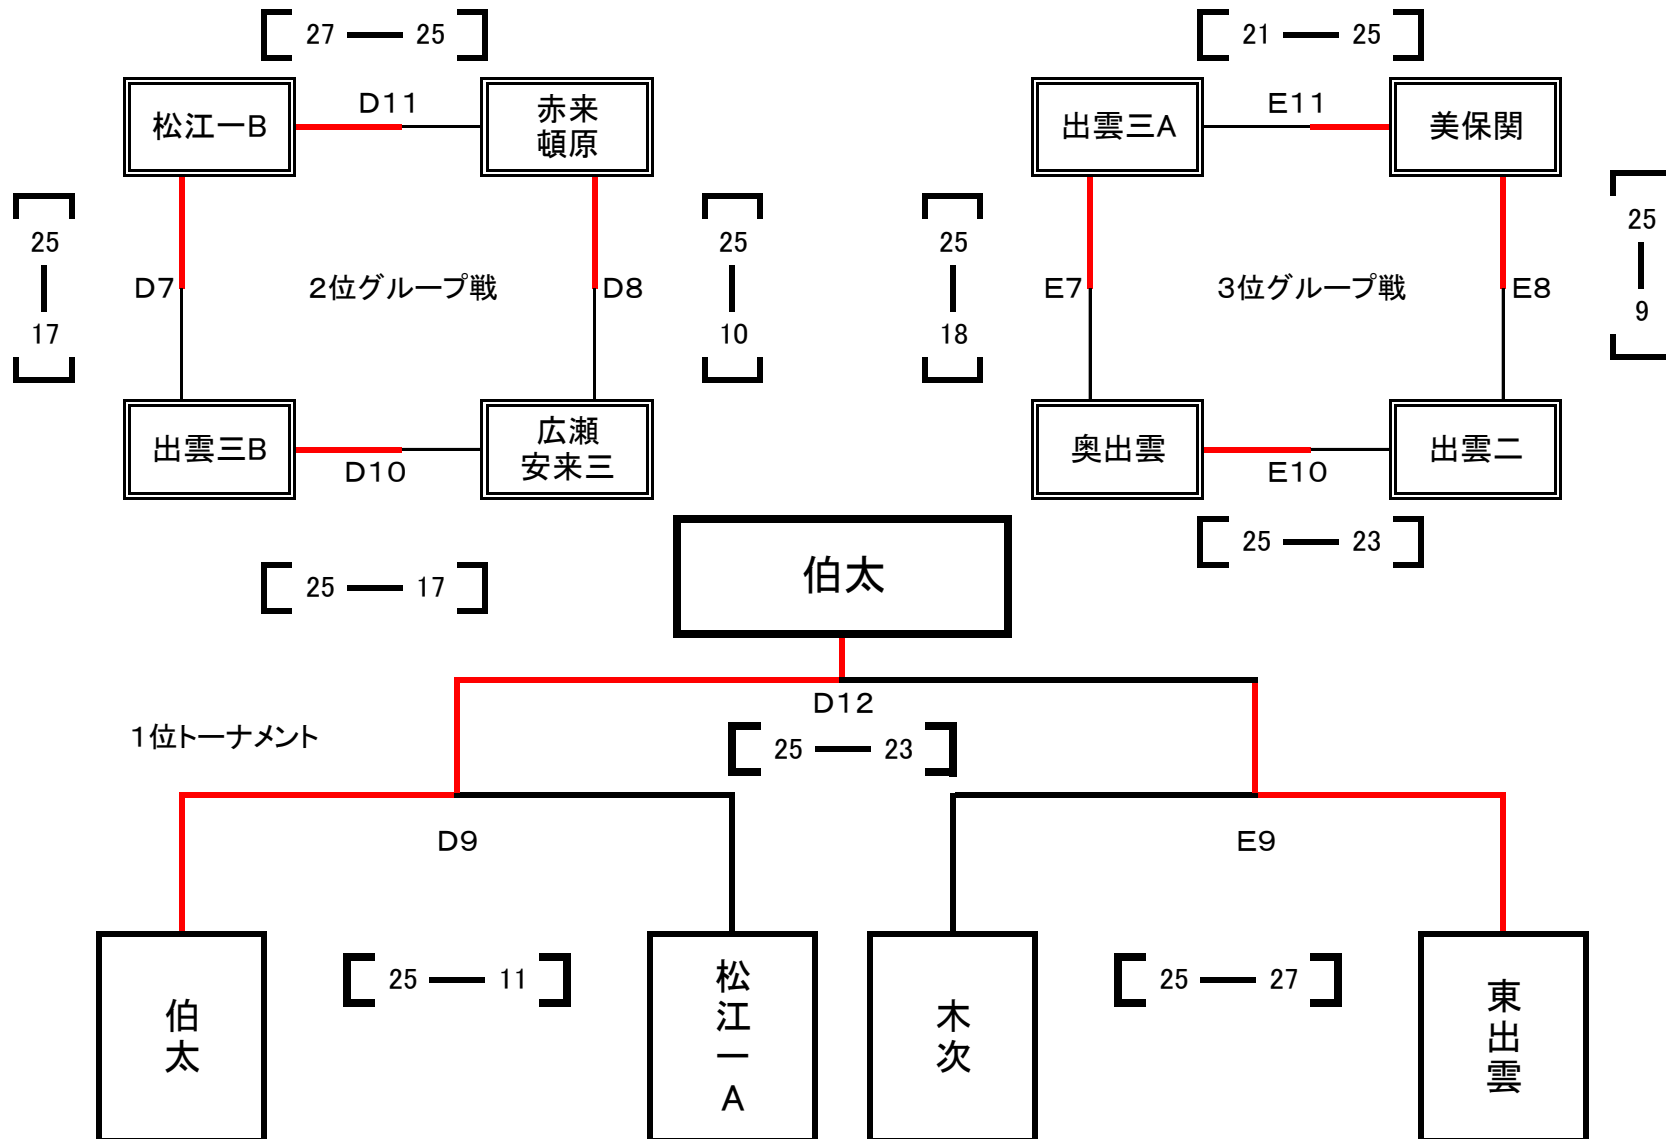 27 — 25
21 — 25
松江一B
D11
赤来
頓原
出雲三A
E11
美保関
25
|
17
D7
2位グループ戦
D8
25
|
10
25
|
18
E7
3位グループ戦
E8
25
|
9
出雲三B
D10
広瀬
安来三
奥出雲
E10
出雲二
25 — 17
25 — 23
伯太
D12
1位トーナメント
25 — 23
D9
E9
伯太
25 — 11
松江一A
木次
25 — 27
東出雲